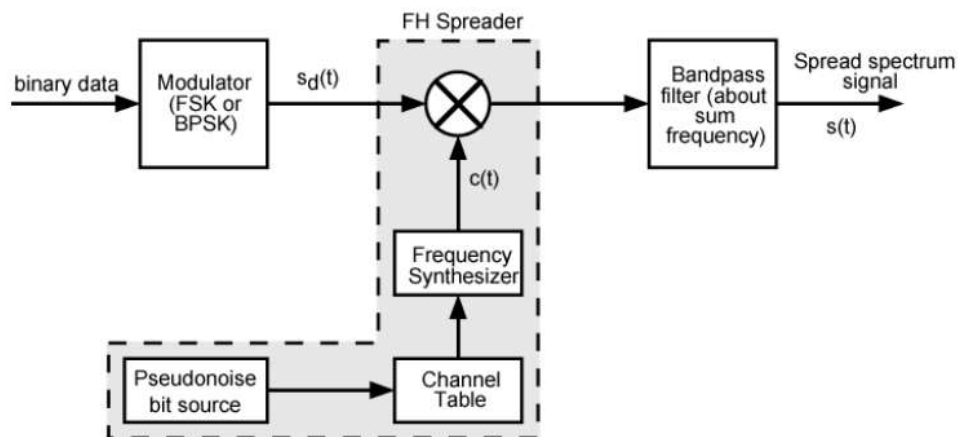 FH Spreader
binary data
Modulator
(FSK or
BPSK)
s_d(t)
Bandpass
filter (about
sum
frequency)
Spread spectrum
signal
s(t)
c(t)
Frequency
Synthesizer
Pseudonoise
bit source
Channel
Table